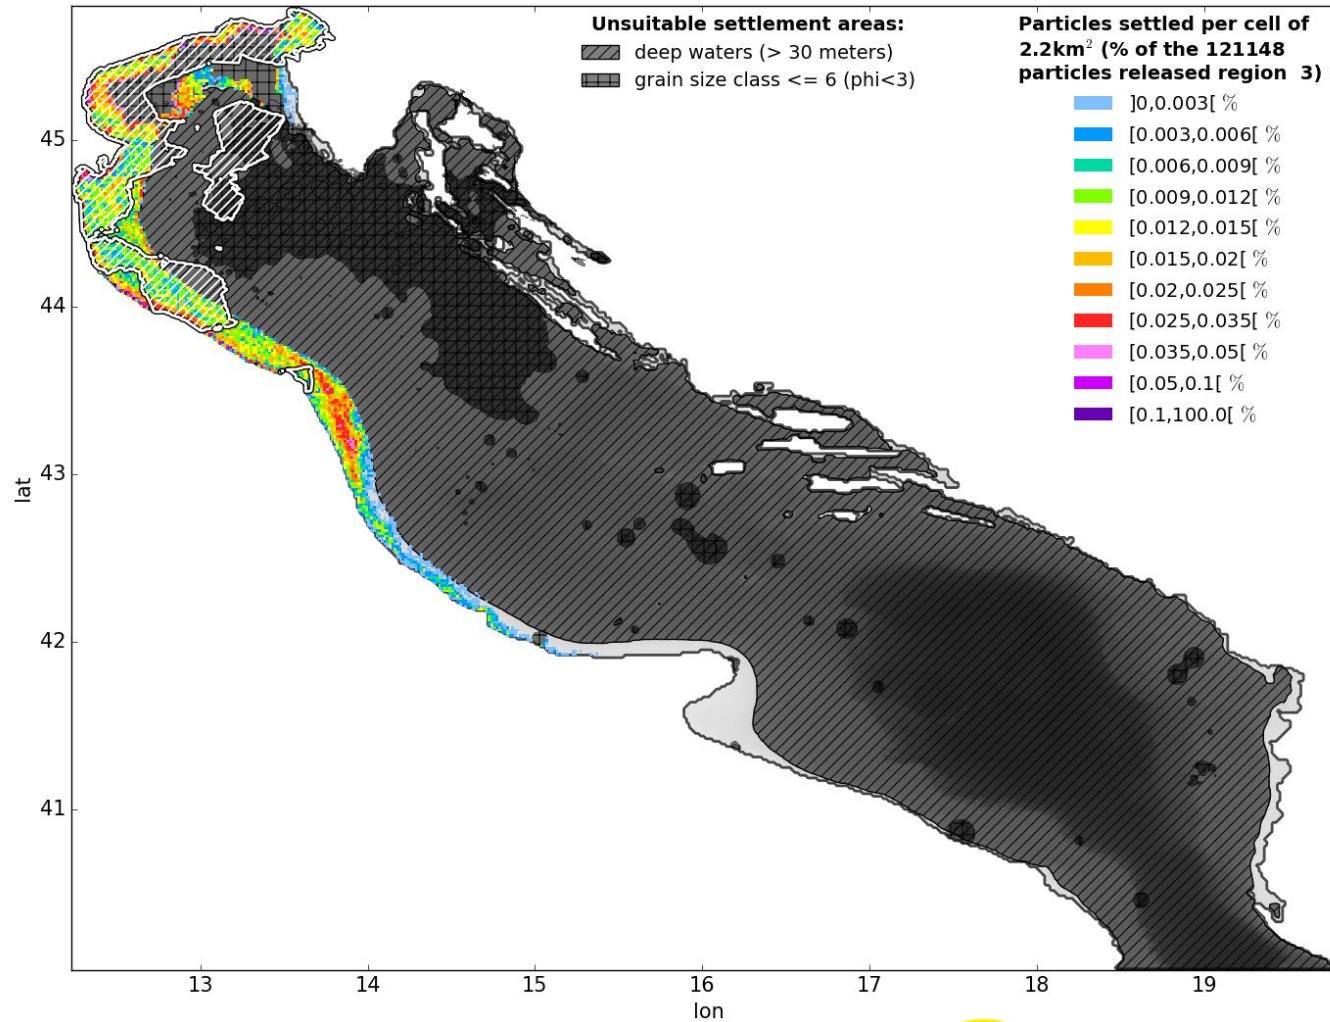 Unsuitable settlement areas:
deep waters (> 30 meters)
grain size class <= 6 (phi<3)
Particles settled per cell of
2.2km² (% of the 121148
particles released region 3)
]0,0.003[ %
[0.003,0.006[ %
[0.006,0.009[ %
[0.009,0.012[ %
[0.012,0.015[ %
[0.015,0.02[ %
[0.02,0.025[ %
[0.025,0.035[ %
[0.035,0.05[ %
[0.05,0.1[ %
[0.1,100.0[ %
45
44
43
42
41
lat
13 14 15 16 17 18 19
lon